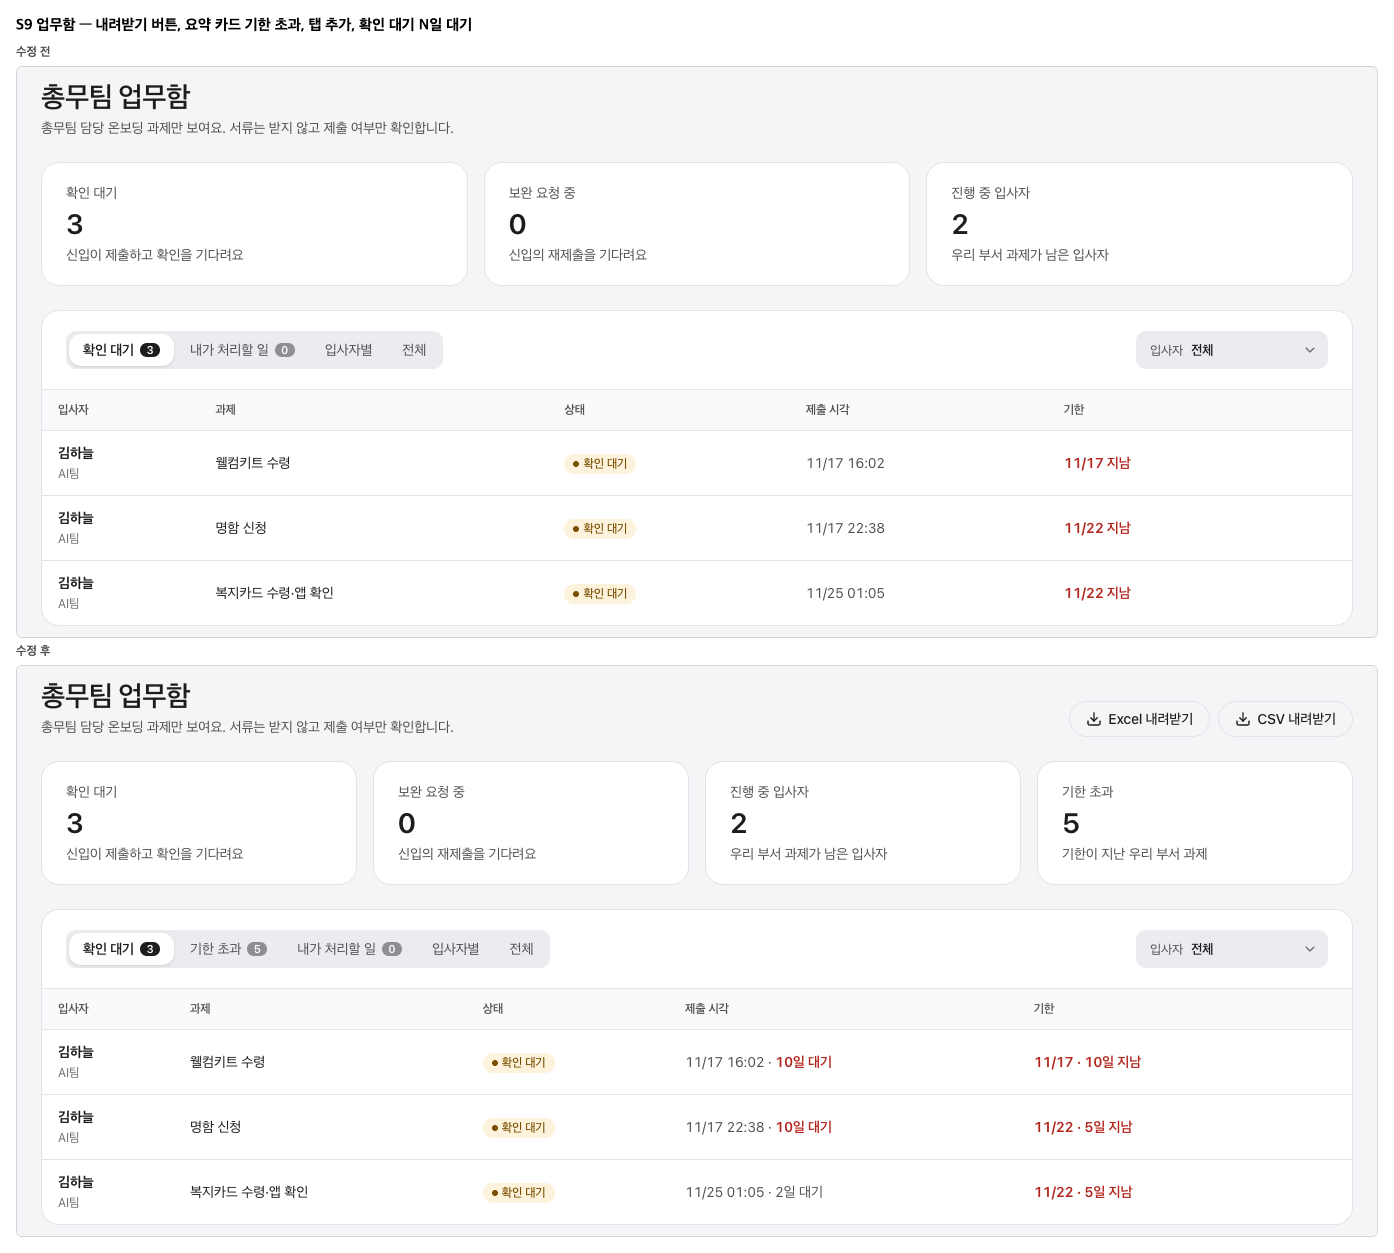 S9 업무함 — 내려받기 버튼, 요약 카드 기한 초과, 탭 추가, 확인 대기 N일 대기
수정 전
총무팀 업무함
총무팀 담당 온보딩 과제만 보여요. 서류는 받지 않고 제출 여부만 확인합니다.
확인 대기
3
신입이 제출하고 확인을 기다려요
보완 요청 중
0
신입의 재제출을 기다려요
진행 중 입사자
2
우리 부서 과제가 남은 입사자
확인 대기 3 내가 처리할 일 0 입사자별 전체
입사자 전체
입사자 과제 상태 제출 시각 기한
김하늘
AI팀
웰컴키트 수령 확인 대기 11/17 16:02 11/17 지남
김하늘
AI팀
명함 신청 확인 대기 11/17 22:38 11/22 지남
김하늘
AI팀
복지카드 수령·앱 확인 확인 대기 11/25 01:05 11/22 지남
수정 후
총무팀 업무함
총무팀 담당 온보딩 과제만 보여요. 서류는 받지 않고 제출 여부만 확인합니다.
Excel 내려받기 CSV 내려받기
확인 대기
3
신입이 제출하고 확인을 기다려요
보완 요청 중
0
신입의 재제출을 기다려요
진행 중 입사자
2
우리 부서 과제가 남은 입사자
기한 초과
5
기한이 지난 우리 부서 과제
확인 대기 3 기한 초과 5 내가 처리할 일 0 입사자별 전체
입사자 전체
입사자 과제 상태 제출 시각 기한
김하늘
AI팀
웰컴키트 수령 확인 대기 11/17 16:02 · 10일 대기 11/17 · 10일 지남
김하늘
AI팀
명함 신청 확인 대기 11/17 22:38 · 10일 대기 11/22 · 5일 지남
김하늘
AI팀
복지카드 수령·앱 확인 확인 대기 11/25 01:05 · 2일 대기 11/22 · 5일 지남